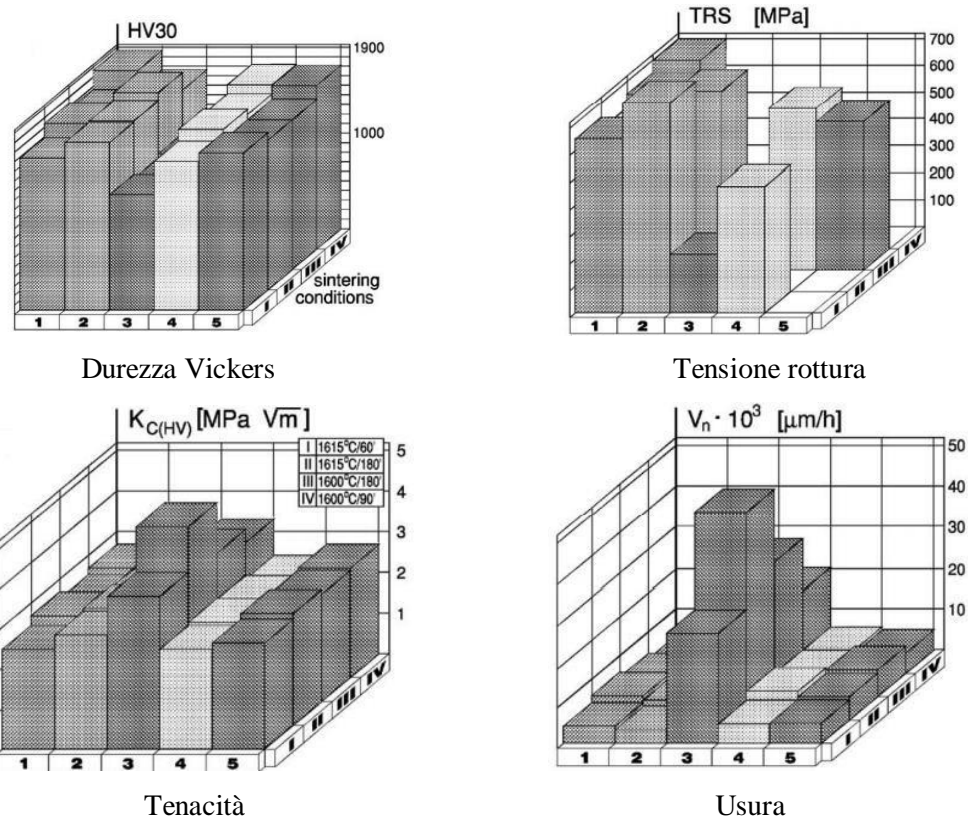 HV30
1900
1000
sintering
conditions
I II III IV
1 2 3 4 5
Durezza Vickers
TRS [MPa]
700
600
500
400
300
200
100
I II III IV
1 2 3 4 5
Tensione rottura
K_C(HV) [MPa √m]
I 1615°C/60'
II 1615°C/180'
III 1600°C/180'
IV 1600°C/90'
5
4
3
2
1
I II III IV
1 2 3 4 5
Tenacità
V_n · 10³ [µm/h]
50
40
30
20
10
I II III IV
1 2 3 4 5
Usura